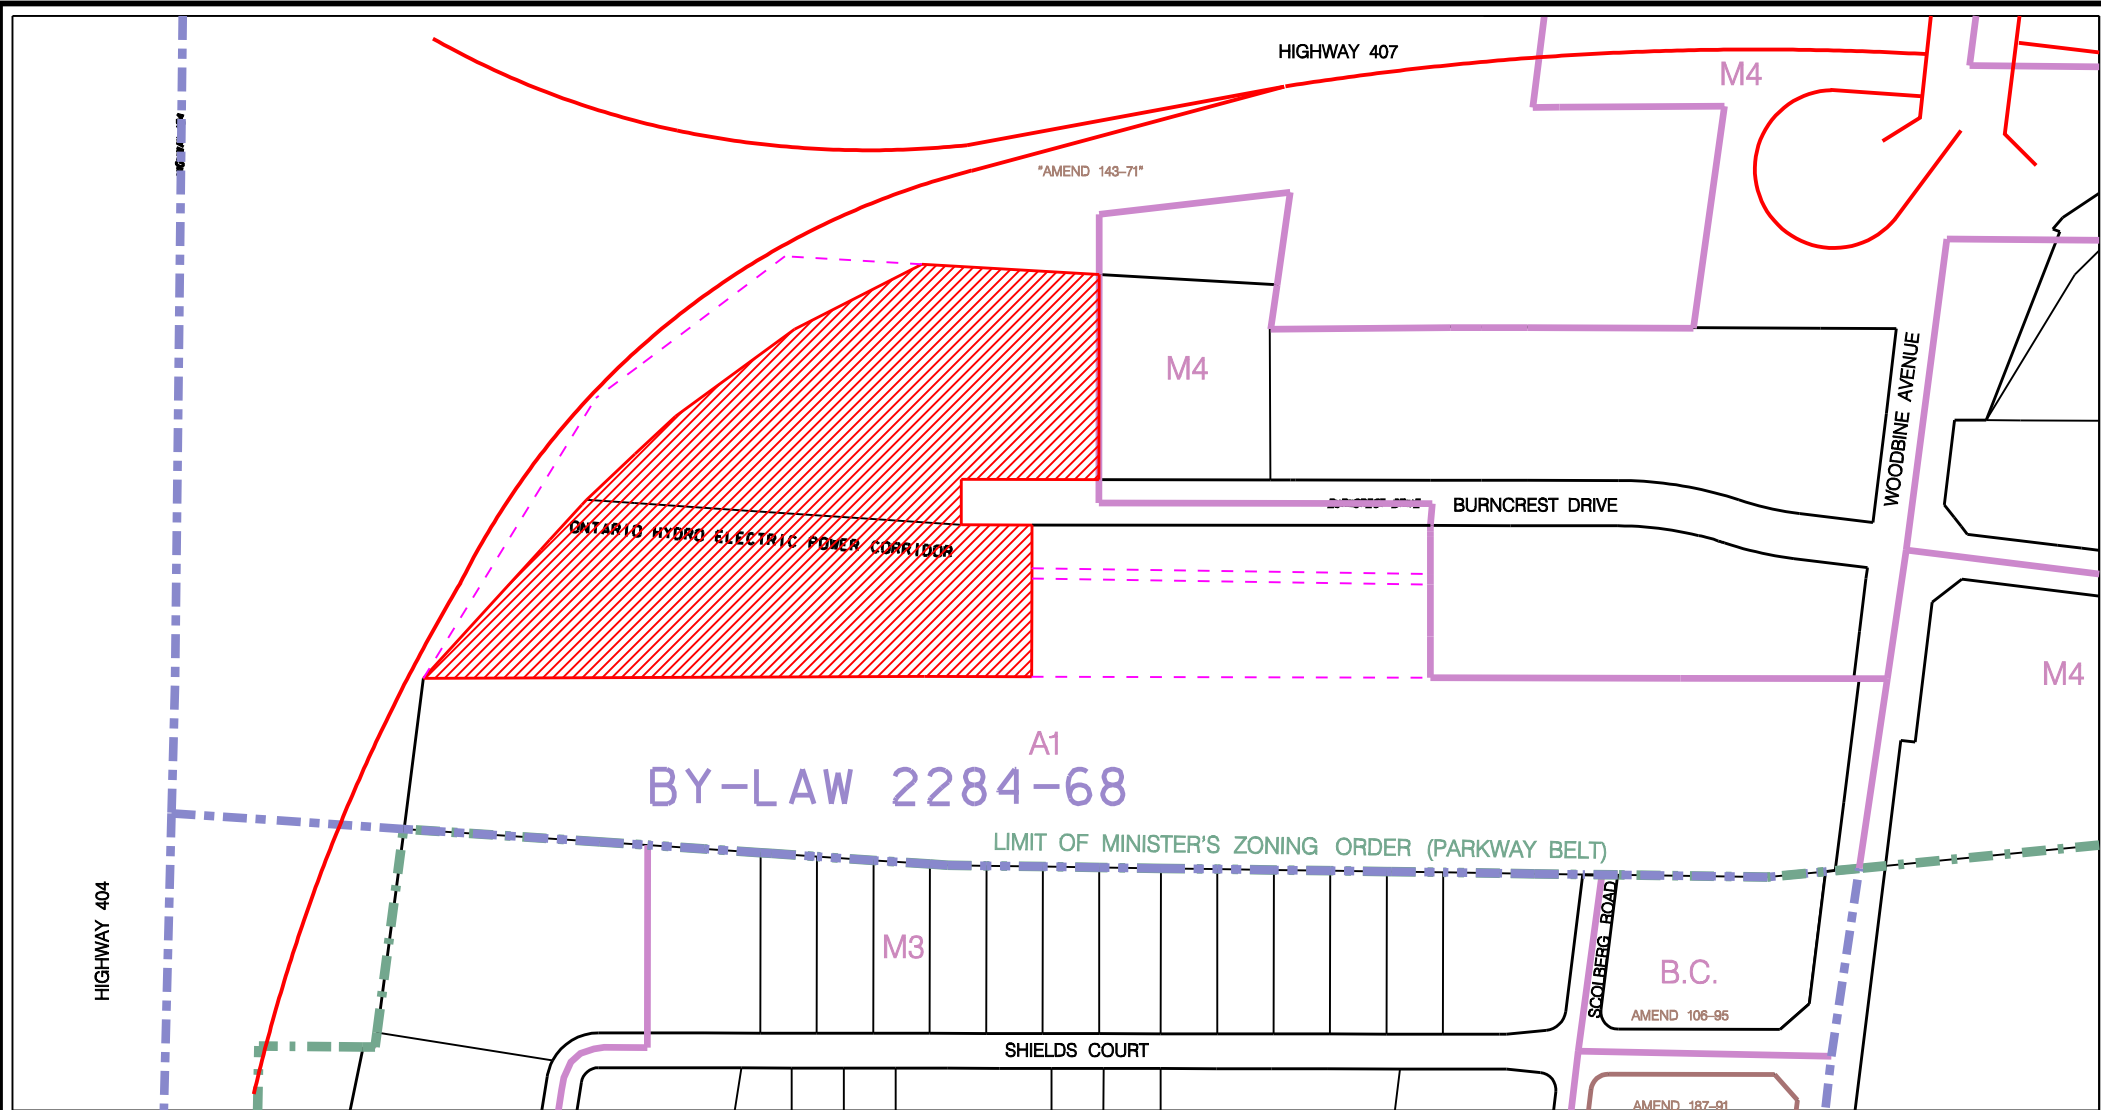 HIGHWAY 407
M4
"AMEND 143-71"
M4
WOODBINE AVENUE
BURNCREST DRIVE
ONTARIO HYDRO ELECTRIC POWER CORRIDOR
M4
A1
BY-LAW 2284-68
LIMIT OF MINISTER'S ZONING ORDER (PARKWAY BELT)
HIGHWAY 404
M3
SCOLBERG ROAD
B.C.
AMEND 106-95
SHIELDS COURT
AMEND 187-91